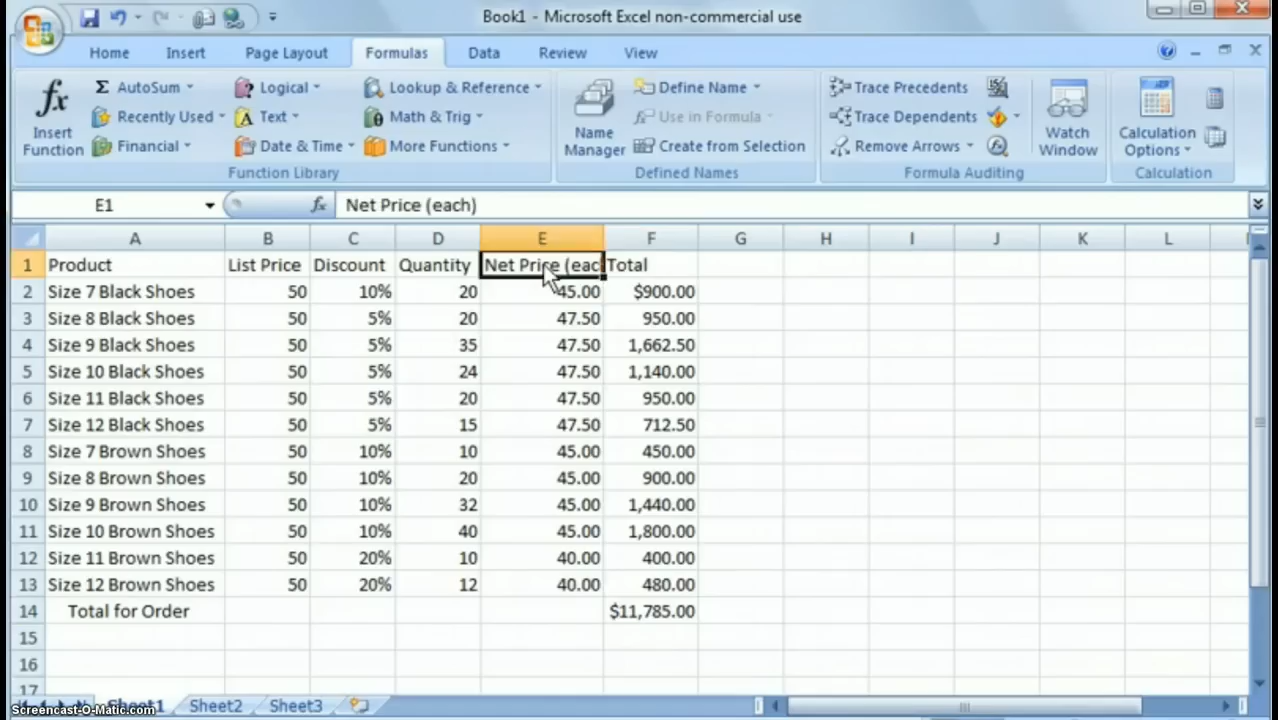 Book1 - Microsoft Excel non-commercial use
Home Insert Page Layout Formulas Data Review View
fx Insert Function
Σ AutoSum
Recently Used
Financial
Logical
Text
Date & Time
Lookup & Reference
Math & Trig
More Functions
Function Library
Name Manager
Define Name
Use in Formula
Create from Selection
Defined Names
Trace Precedents
Trace Dependents
Remove Arrows
Watch Window
Formula Auditing
Calculation Options
Calculation
E1 fx Net Price (each)
A B C D E F G H I J K L
1 Product List Price Discount Quantity Net Price (eac Total
2 Size 7 Black Shoes 50 10% 20 45.00 $900.00
3 Size 8 Black Shoes 50 5% 20 47.50 950.00
4 Size 9 Black Shoes 50 5% 35 47.50 1,662.50
5 Size 10 Black Shoes 50 5% 24 47.50 1,140.00
6 Size 11 Black Shoes 50 5% 20 47.50 950.00
7 Size 12 Black Shoes 50 5% 15 47.50 712.50
8 Size 7 Brown Shoes 50 10% 10 45.00 450.00
9 Size 8 Brown Shoes 50 10% 20 45.00 900.00
10 Size 9 Brown Shoes 50 10% 32 45.00 1,440.00
11 Size 10 Brown Shoes 50 10% 40 45.00 1,800.00
12 Size 11 Brown Shoes 50 20% 10 40.00 400.00
13 Size 12 Brown Shoes 50 20% 12 40.00 480.00
14 Total for Order $11,785.00
15
16
17
Sheet1 Sheet2 Sheet3
Screencast-O-Matic.com